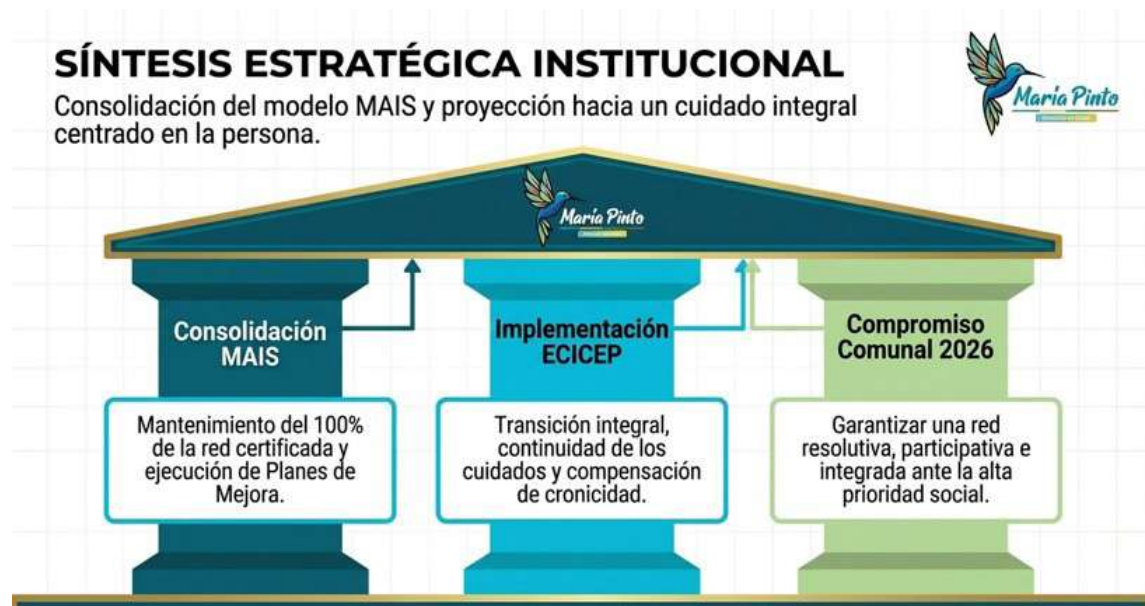 SÍNTESIS ESTRATÉGICA INSTITUCIONAL
Consolidación del modelo MAIS y proyección hacia un cuidado integral
centrado en la persona.
María Pinto
María Pinto
Consolidación
MAIS
Mantenimiento del 100%
de la red certificada y
ejecución de Planes de
Mejora.
Implementación
ECICEP
Transición integral,
continuidad de los
cuidados y compensación
de cronicidad.
Compromiso
Comunal 2026
Garantizar una red
resolutiva, participativa e
integrada ante la alta
prioridad social.